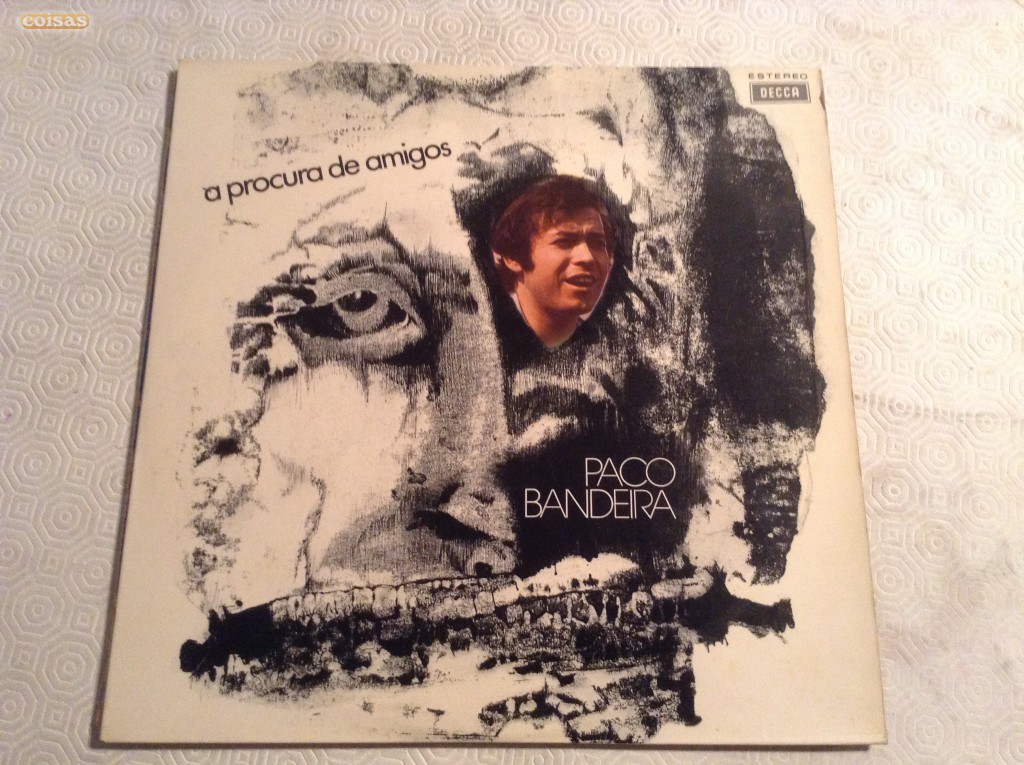 coisas
ESTEREO
DECCA
à procura de amigos
PACO
BANDEIRA